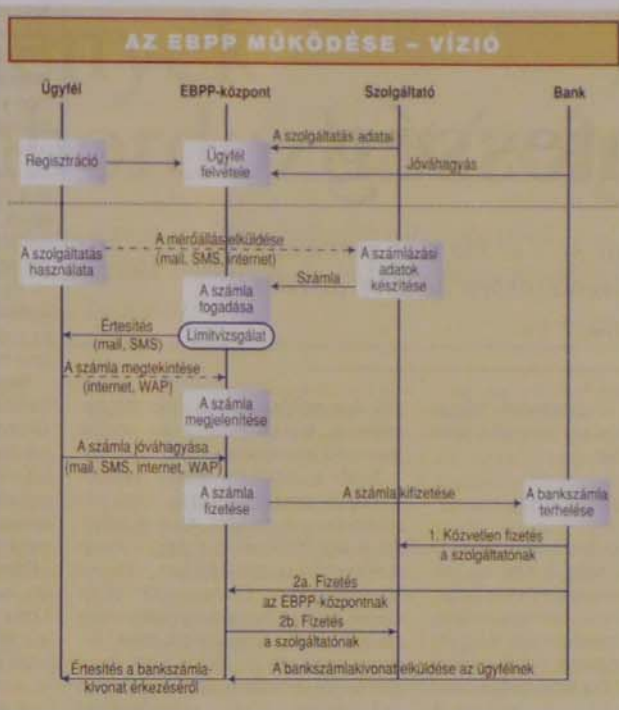 AZ EBPP MŰKÖDÉSE – VÍZIÓ
Ügyfél
EBPP-központ
Szolgáltató
Bank
A szolgáltatás adatai
Regisztráció
Ügyfél
felvétele
Jóváhagyás
A szolgáltatás
használata
A mérőállás elküldése
(mail, SMS, internet)
A számlázási
adatok
készítése
Számla
A számla
fogadása
Értesítés
(mail, SMS)
Limitvizsgálat
A számla megtekintése
(internet, WAP)
A számla
megjelenítése
A számla jóváhagyása
(mail, SMS, internet, WAP)
A számla
fizetése
A számla kifizetése
A bankszámla
terhelése
1. Közvetlen fizetés
a szolgáltatónak
2a. Fizetés
az EBPP-központnak
2b. Fizetés
a szolgáltatónak
Értesítés a bankszámla-
kivonat érkezéséről
A bankszámlakivonat elküldése az ügyfélnek